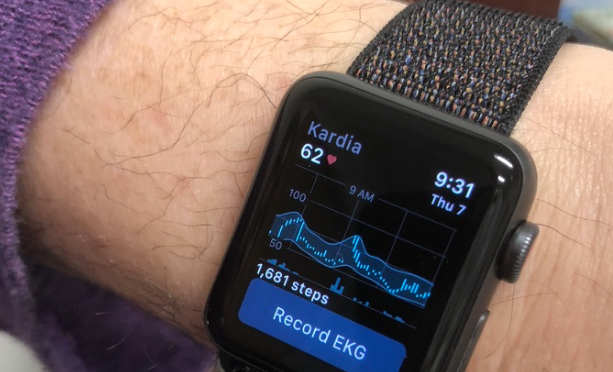 Kardia
62
9:31
Thu 7
9 AM
100
50
1,681 steps
Record EKG